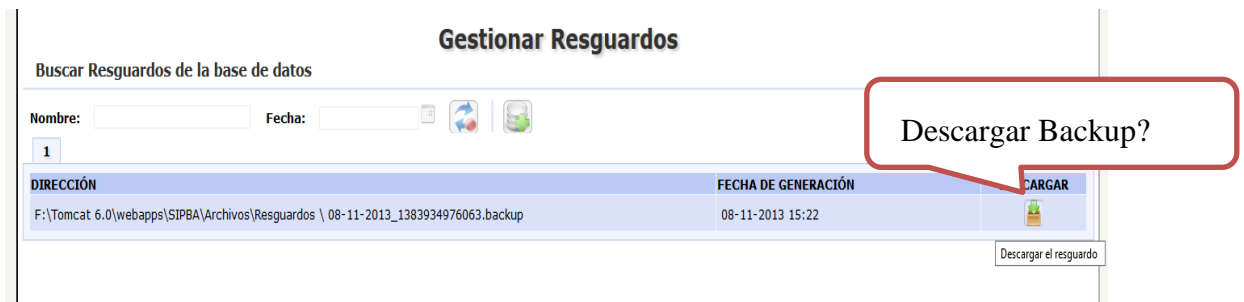 Gestionar Resguardos
Buscar Resguardos de la base de datos
Nombre:
Fecha:
Descargar Backup?
1
DIRECCIÓN
FECHA DE GENERACIÓN
CARGAR
F:\Tomcat 6.0\webapps\SIPBA\Archivos\Resguardos \ 08-11-2013_1383934976063.backup
08-11-2013 15:22
Descargar el resguardo